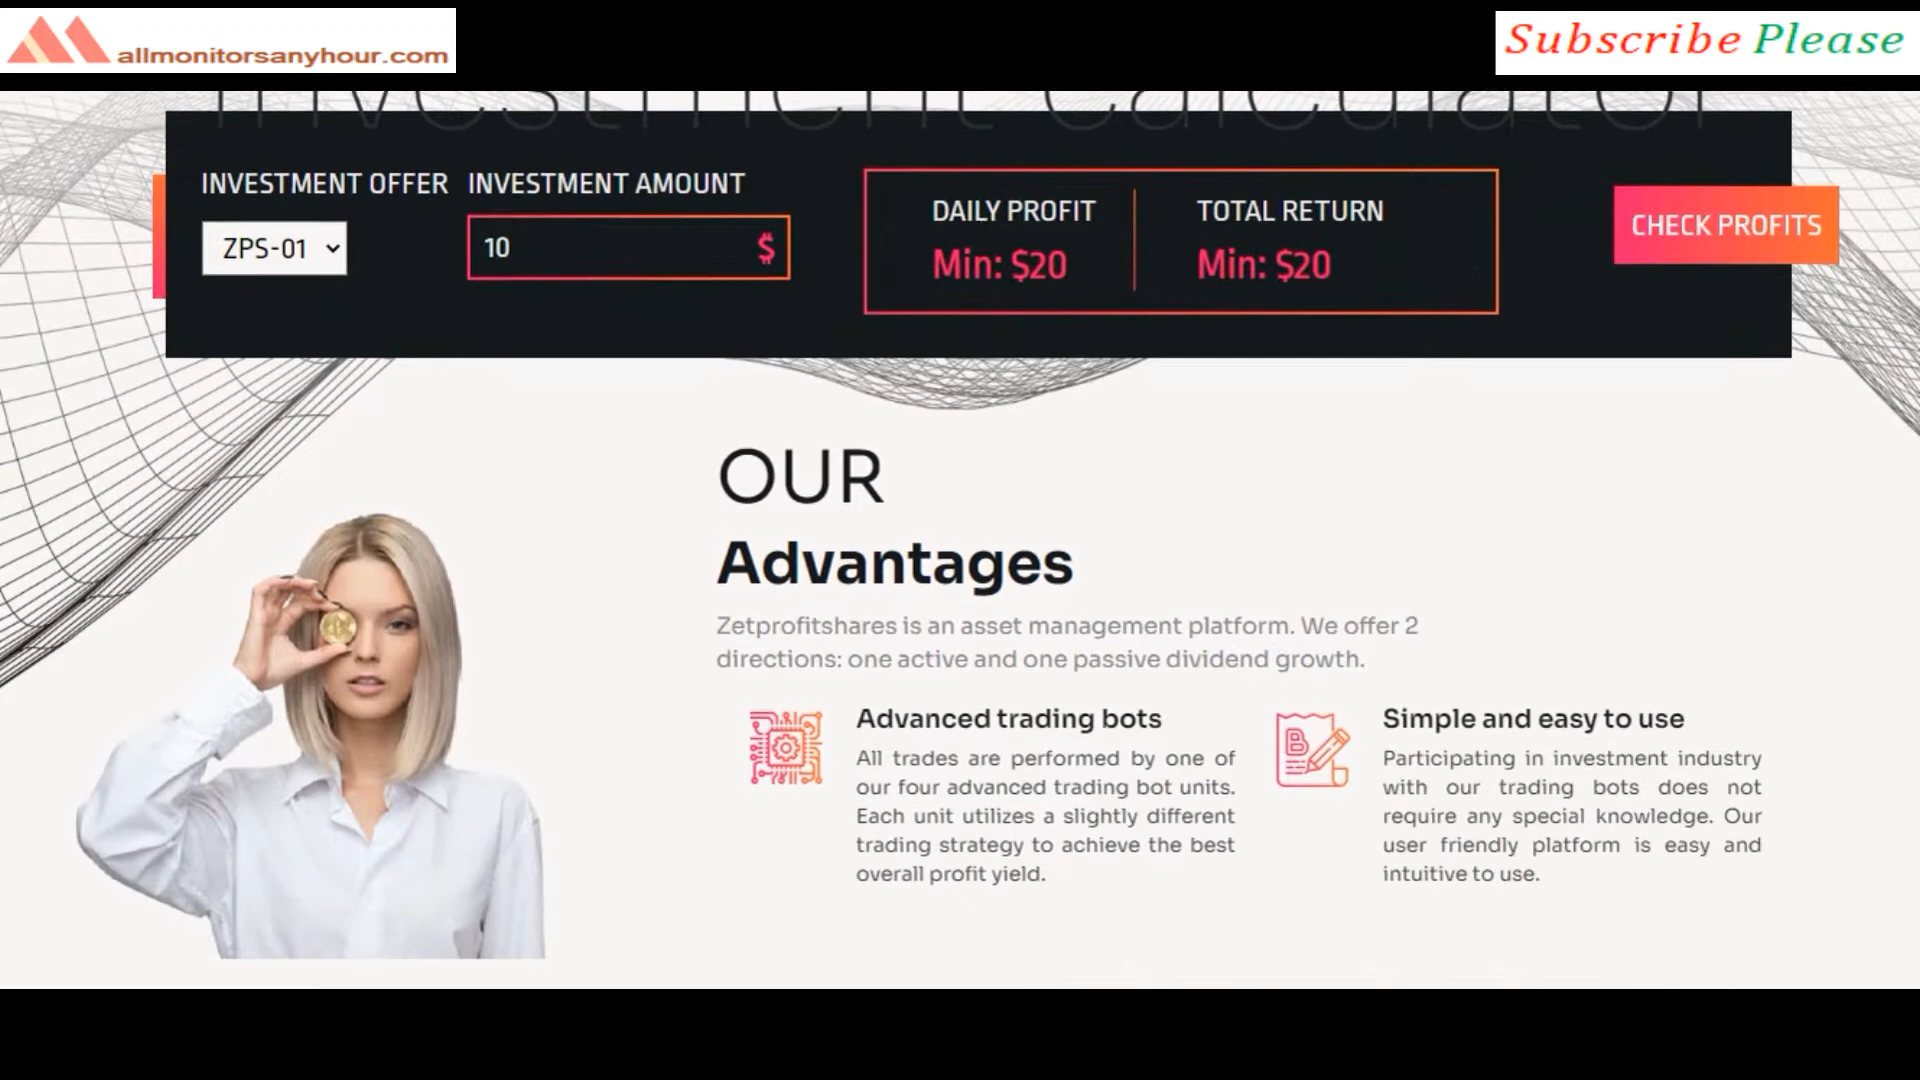 allmonitorsanyhour.com
Subscribe Please
Investment Calculator
INVESTMENT OFFER INVESTMENT AMOUNT
ZPS-01
10 $
DAILY PROFIT
Min: $20
TOTAL RETURN
Min: $20
CHECK PROFITS
OUR
Advantages
Zetprofitshares is an asset management platform. We offer 2
directions: one active and one passive dividend growth.
Advanced trading bots
All trades are performed by one of
our four advanced trading bot units.
Each unit utilizes a slightly different
trading strategy to achieve the best
overall profit yield.
Simple and easy to use
Participating in investment industry
with our trading bots does not
require any special knowledge. Our
user friendly platform is easy and
intuitive to use.